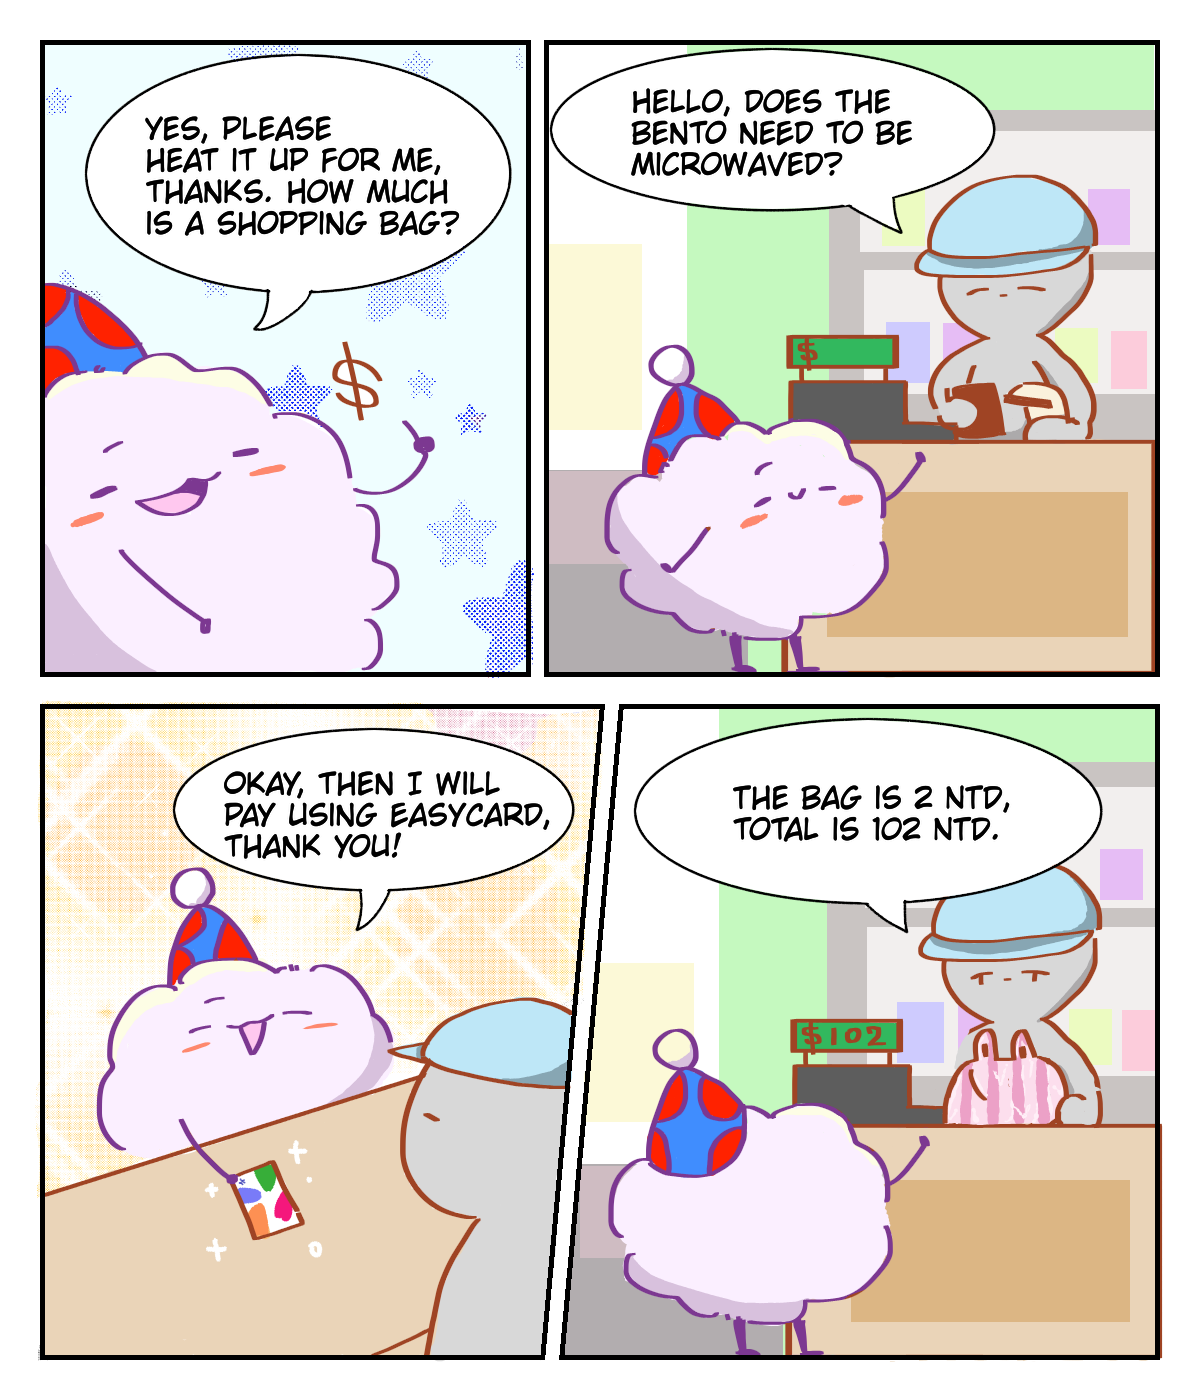 HELLO, DOES THE
BENTO NEED TO BE
MICROWAVED?
$
YES, PLEASE
HEAT IT UP FOR ME,
THANKS. HOW MUCH
IS A SHOPPING BAG?
$
THE BAG IS 2 NTD,
TOTAL IS 102 NTD.
$102
OKAY, THEN I WILL
PAY USING EASYCARD,
THANK YOU!